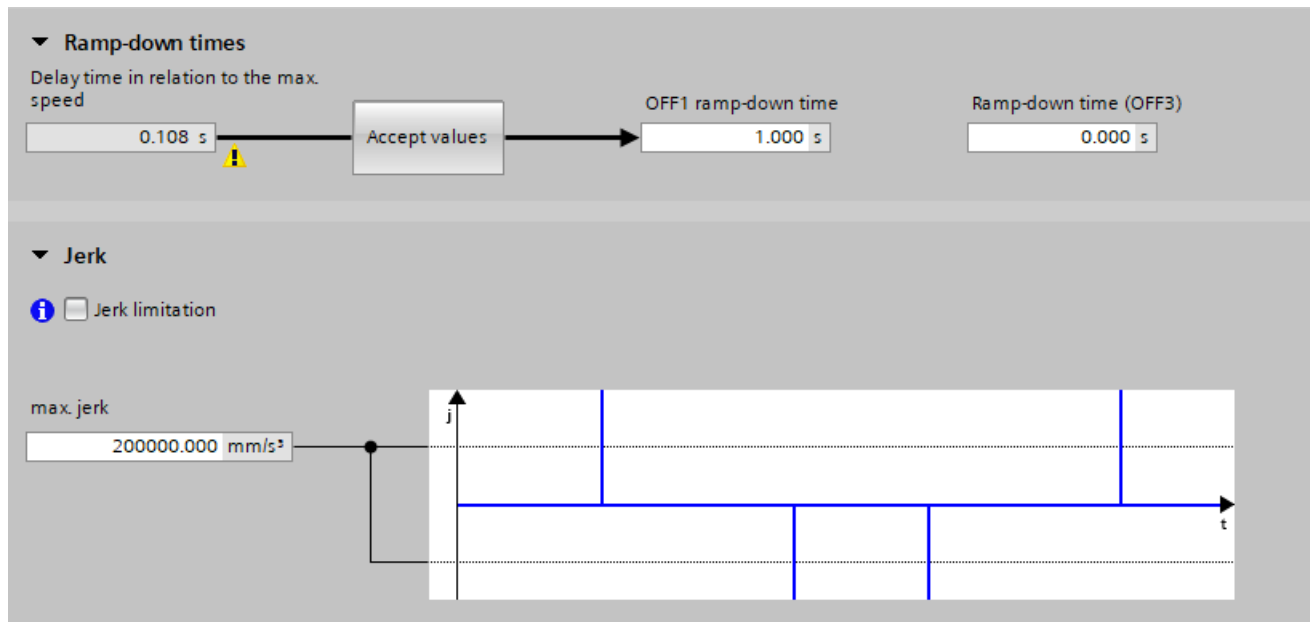 Ramp-down times
Delay time in relation to the max.
speed
OFF1 ramp-down time
Ramp-down time (OFF3)
0.108 s
Accept values
1.000 s
0.000 s
Jerk
Jerk limitation
max. jerk
200000.000 mm/s³
j
t